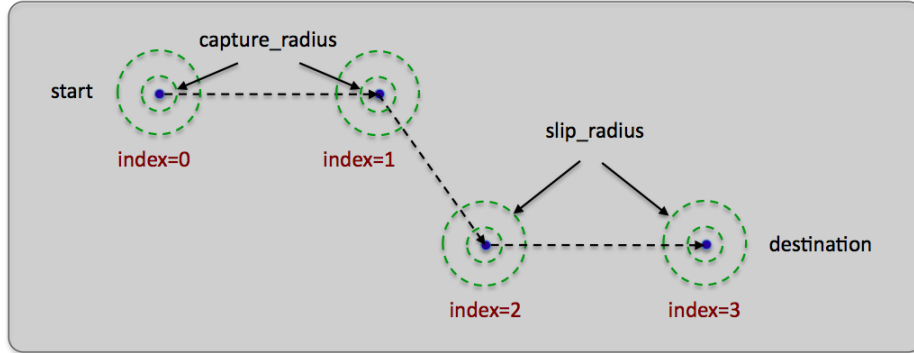 capture_radius
start
index=0
index=1
slip_radius
destination
index=2
index=3